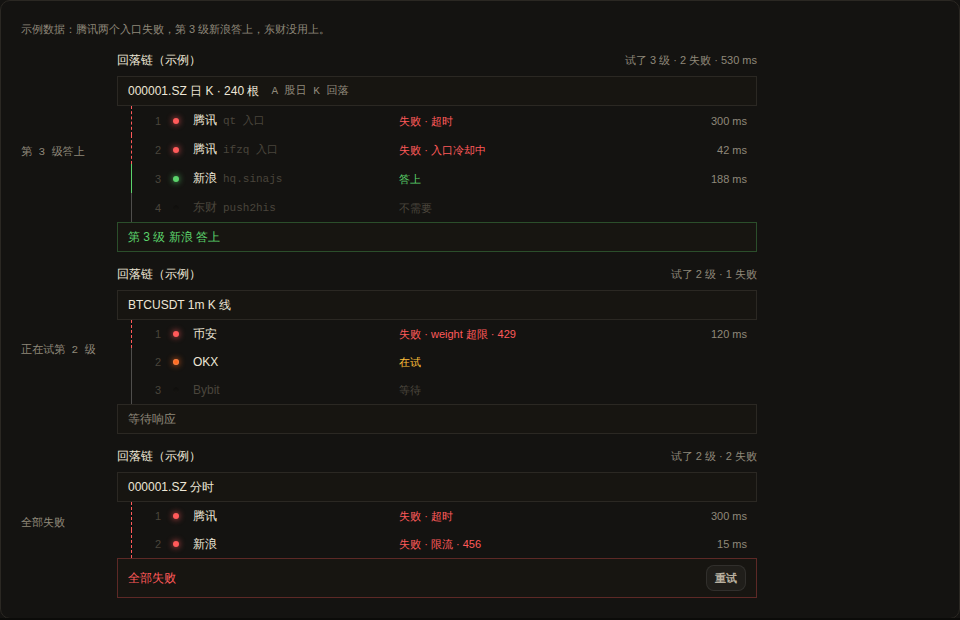 示例数据：腾讯两个入口失败，第 3 级新浪答上，东财没用上。
回落链（示例） 试了 3 级 · 2 失败 · 530 ms
000001.SZ 日 K · 240 根 A 股日 K 回落
第 3 级答上
1 腾讯 qt 入口 失败 · 超时 300 ms
2 腾讯 ifzq 入口 失败 · 入口冷却中 42 ms
3 新浪 hq.sinajs 答上 188 ms
4 东财 push2his 不需要
第 3 级 新浪 答上
回落链（示例） 试了 2 级 · 1 失败
BTCUSDT 1m K 线
正在试第 2 级
1 币安 失败 · weight 超限 · 429 120 ms
2 OKX 在试
3 Bybit 等待
等待响应
回落链（示例） 试了 2 级 · 2 失败
000001.SZ 分时
全部失败
1 腾讯 失败 · 超时 300 ms
2 新浪 失败 · 限流 · 456 15 ms
全部失败 重试